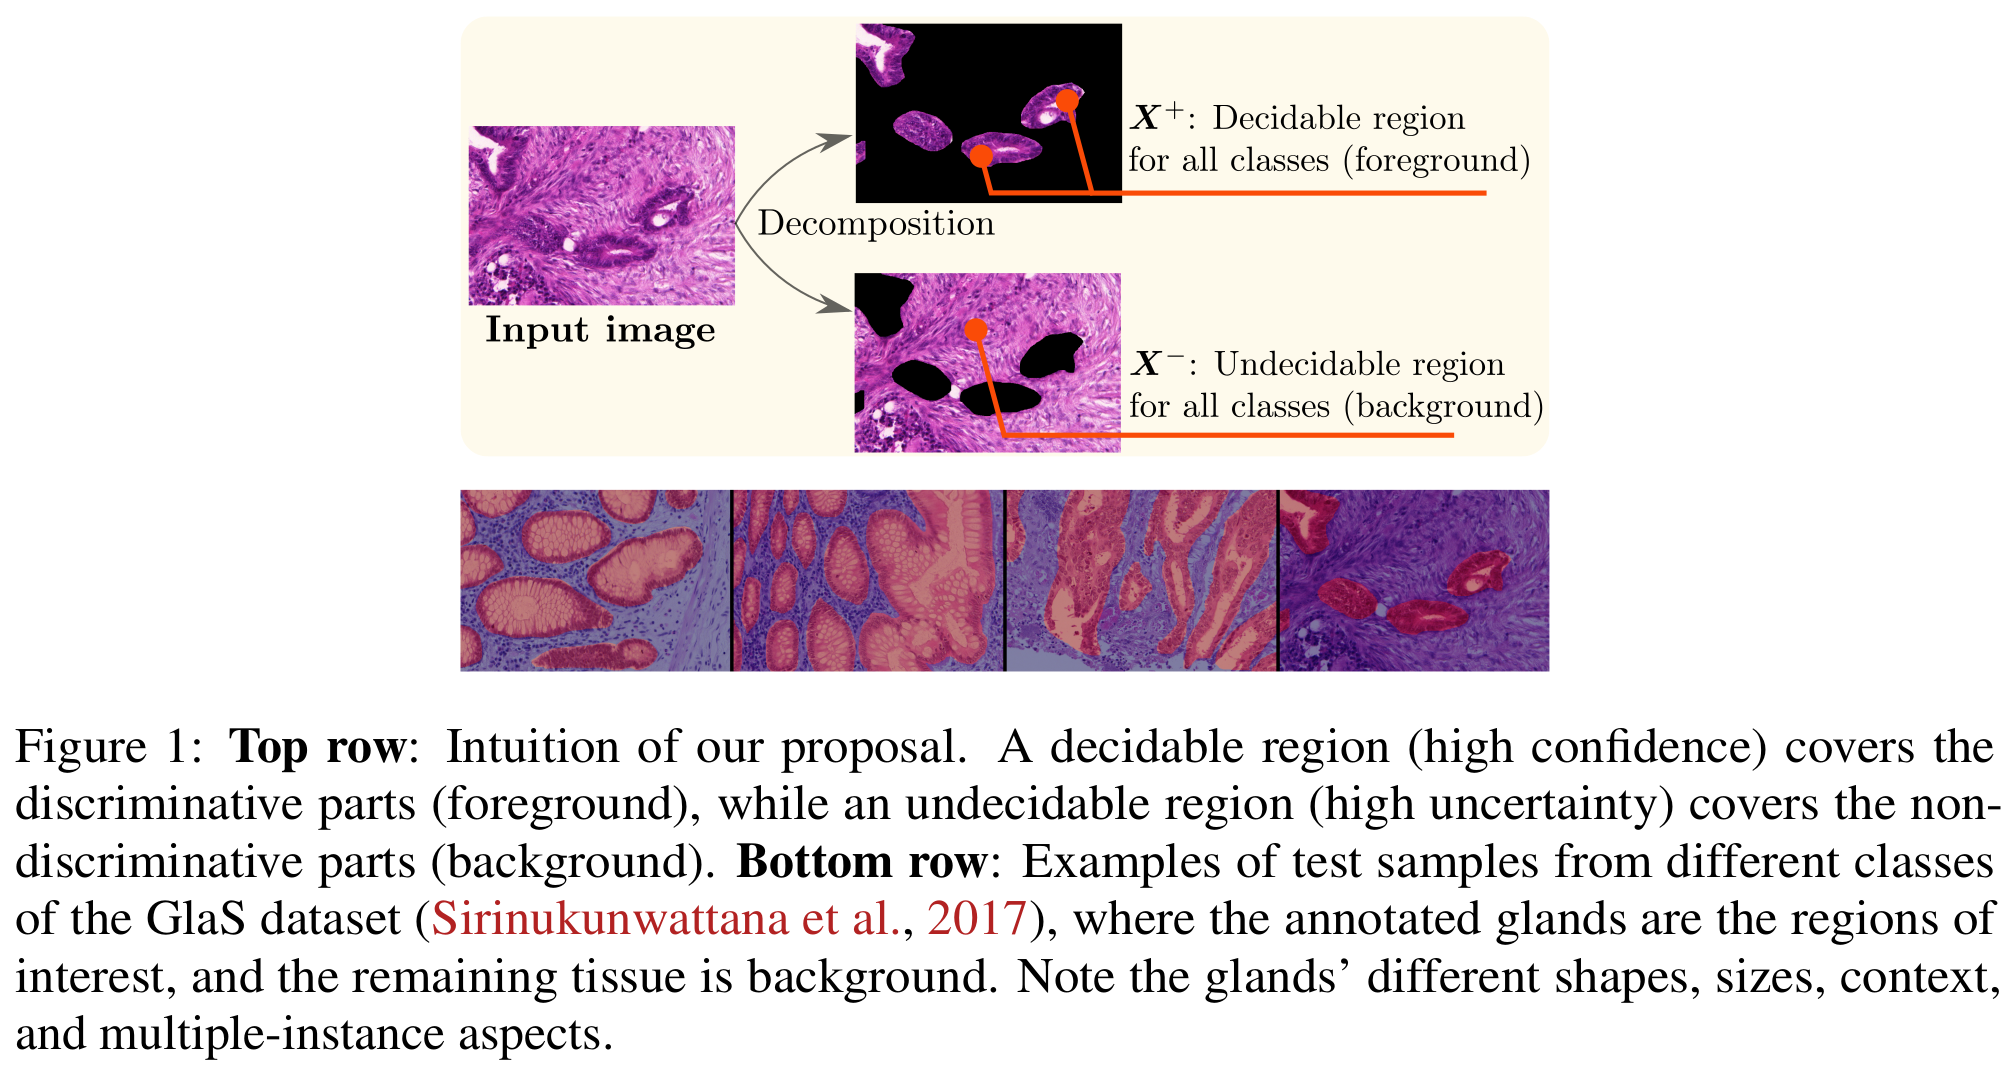 X⁺: Decidable region
for all classes (foreground)
Decomposition
Input image
X⁻: Undecidable region
for all classes (background)
Figure 1: Top row: Intuition of our proposal. A decidable region (high confidence) covers the
discriminative parts (foreground), while an undecidable region (high uncertainty) covers the non-
discriminative parts (background). Bottom row: Examples of test samples from different classes
of the GlaS dataset (Sirinukunwattana et al., 2017), where the annotated glands are the regions of
interest, and the remaining tissue is background. Note the glands’ different shapes, sizes, context,
and multiple-instance aspects.